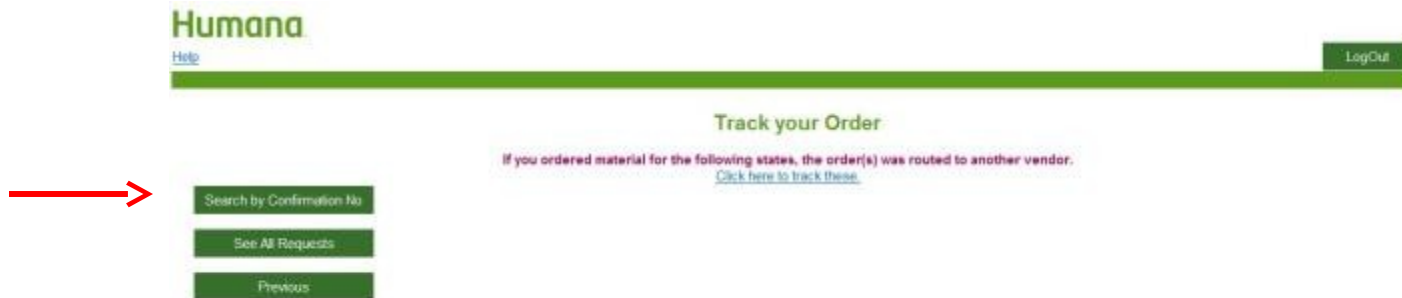 Humana
Help
LogOut
Track your Order
If you ordered material for the following states, the order(s) was routed to another vendor.
Click here to track these.
Search by Confirmation No
See All Requests
Previous